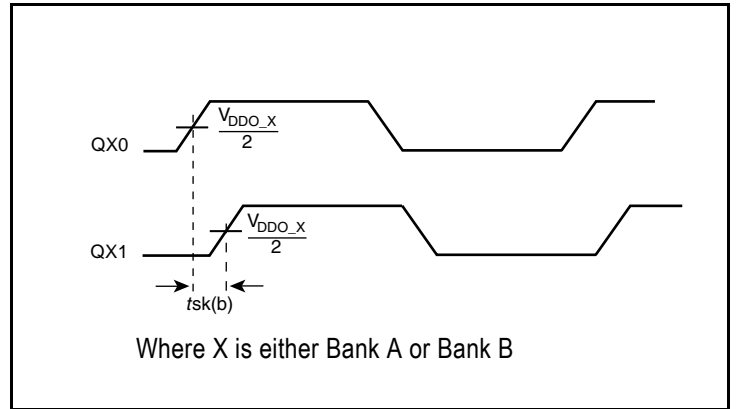 V_DDO_X
2
QX0
V_DDO_X
2
QX1
tsk(b)
Where X is either Bank A or Bank B